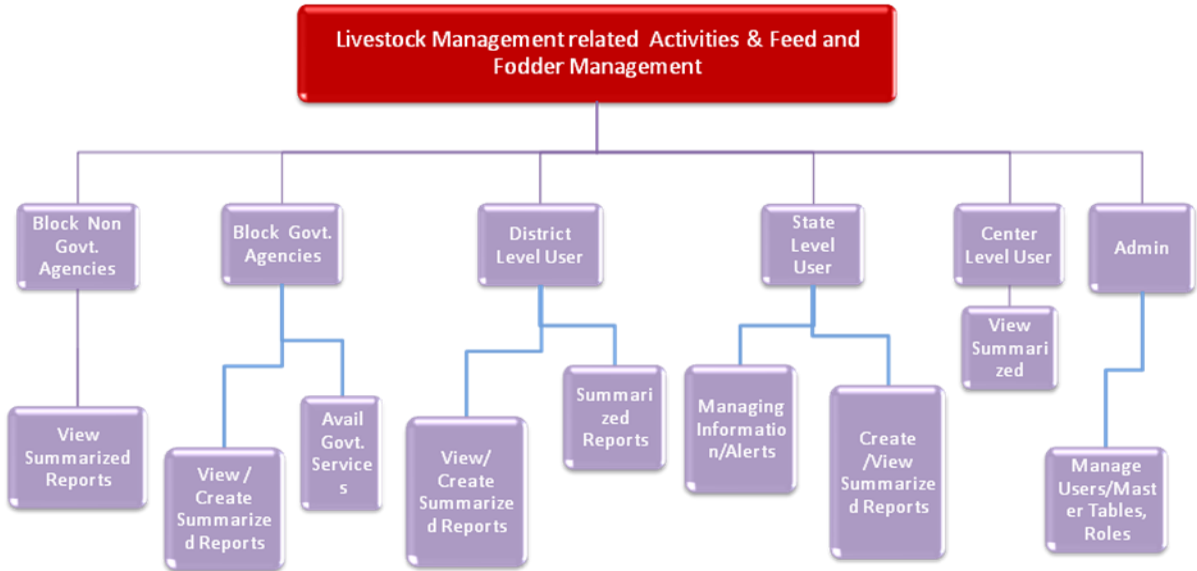 Livestock Management related Activities & Feed and
Fodder Management
Block Non
Govt.
Agencies
Block Govt.
Agencies
District
Level User
State
Level
User
Center
Level User
Admin
View
Summarized
Reports
View /
Create
Summarize
d Reports
Avail
Govt.
Service
s
View/
Create
Summarize
d Reports
Summari
zed
Reports
Managing
Informatio
n/Alerts
Create
/View
Summarize
d Reports
View
Summari
zed
Manage
Users/Mast
er Tables,
Roles